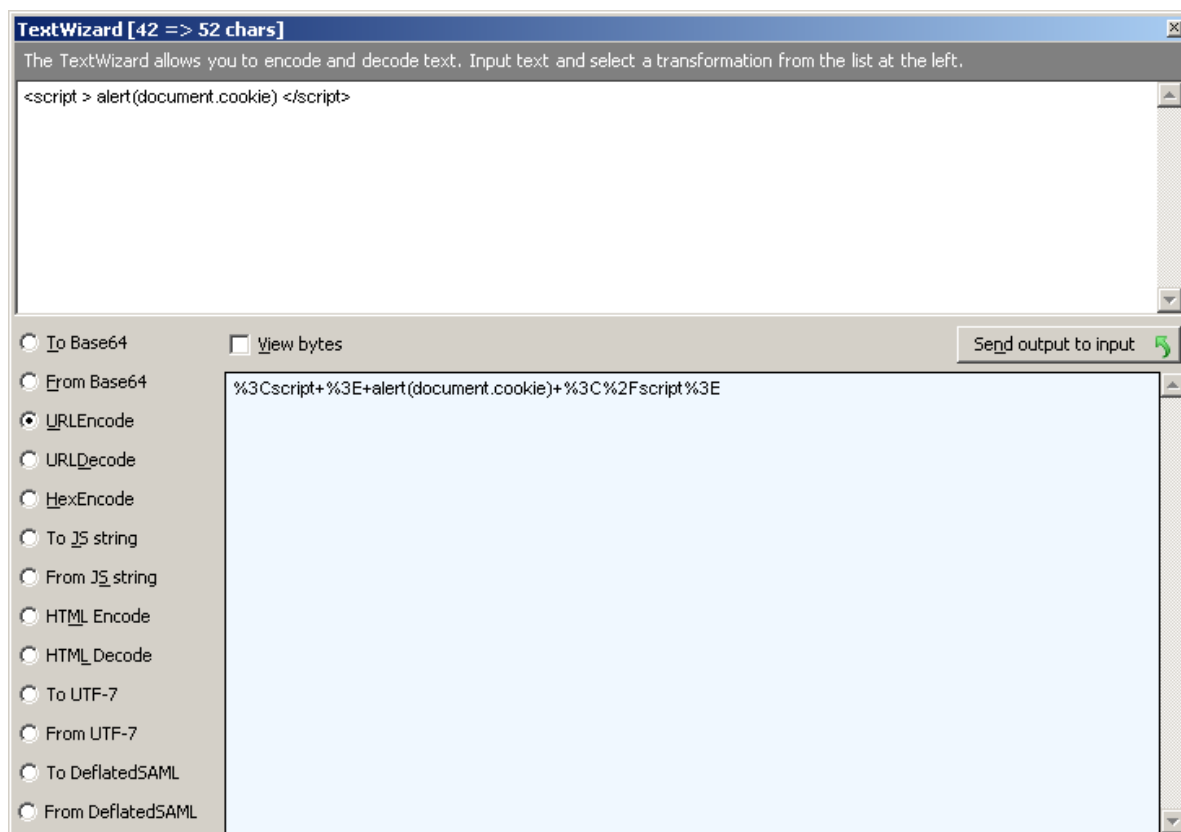 TextWizard [42 => 52 chars]
The TextWizard allows you to encode and decode text. Input text and select a transformation from the list at the left.
<script > alert(document.cookie) </script>
To Base64
View bytes
Send output to input
From Base64
%3Cscript+%3E+alert(document.cookie)+%3C%2Fscript%3E
URLEncode
URLDecode
HexEncode
To JS string
From JS string
HTML Encode
HTML Decode
To UTF-7
From UTF-7
To DeflatedSAML
From DeflatedSAML